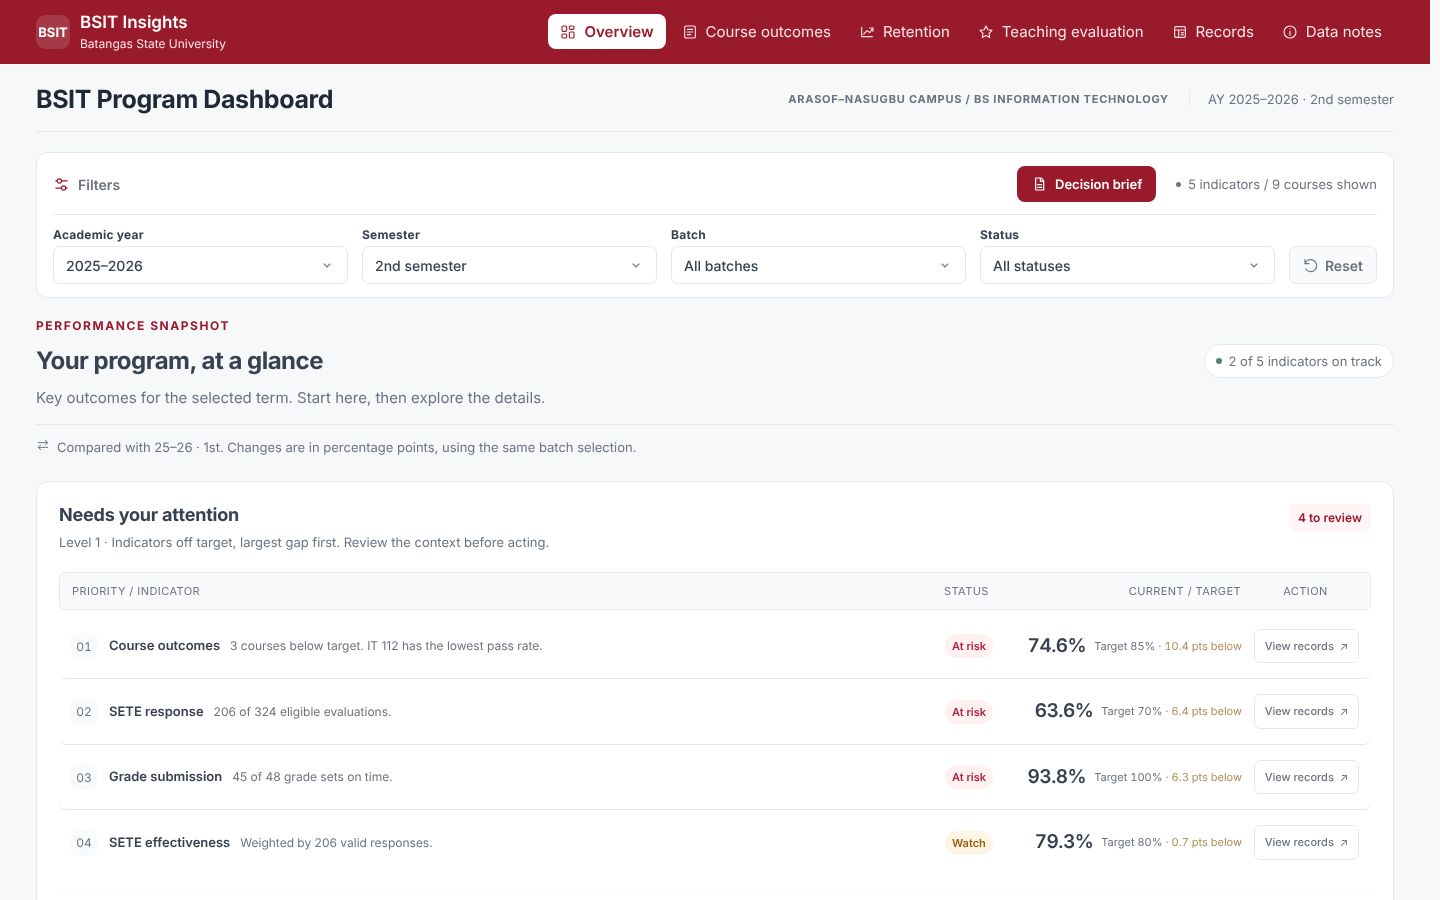 BSIT
BSIT Insights
Batangas State University
Overview
Course outcomes
Retention
Teaching evaluation
Records
Data notes
BSIT Program Dashboard
ARASOF–NASUGBU CAMPUS / BS INFORMATION TECHNOLOGY
AY 2025–2026 · 2nd semester
Filters
Decision brief
5 indicators / 9 courses shown
Academic year
Semester
Batch
Status
2025–2026
2nd semester
All batches
All statuses
Reset
PERFORMANCE SNAPSHOT
Your program, at a glance
2 of 5 indicators on track
Key outcomes for the selected term. Start here, then explore the details.
Compared with 25–26 · 1st. Changes are in percentage points, using the same batch selection.
Needs your attention
4 to review
Level 1 · Indicators off target, largest gap first. Review the context before acting.
PRIORITY / INDICATOR STATUS CURRENT / TARGET ACTION
01 Course outcomes 3 courses below target. IT 112 has the lowest pass rate. At risk 74.6% Target 85% · 10.4 pts below View records ↗
02 SETE response 206 of 324 eligible evaluations. At risk 63.6% Target 70% · 6.4 pts below View records ↗
03 Grade submission 45 of 48 grade sets on time. At risk 93.8% Target 100% · 6.3 pts below View records ↗
04 SETE effectiveness Weighted by 206 valid responses. Watch 79.3% Target 80% · 0.7 pts below View records ↗